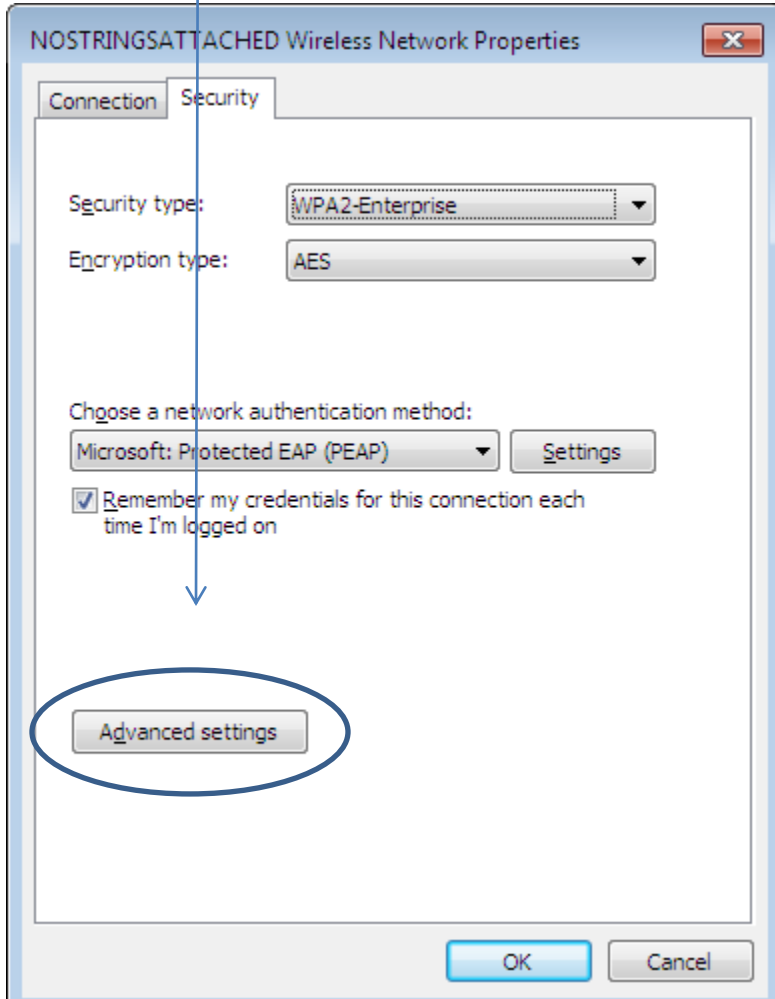 NOSTRINGSATTACHED Wireless Network Properties
Connection
Security
Security type:
WPA2-Enterprise
Encryption type:
AES
Choose a network authentication method:
Microsoft: Protected EAP (PEAP)
Settings
Remember my credentials for this connection each
time I'm logged on
Advanced settings
OK
Cancel